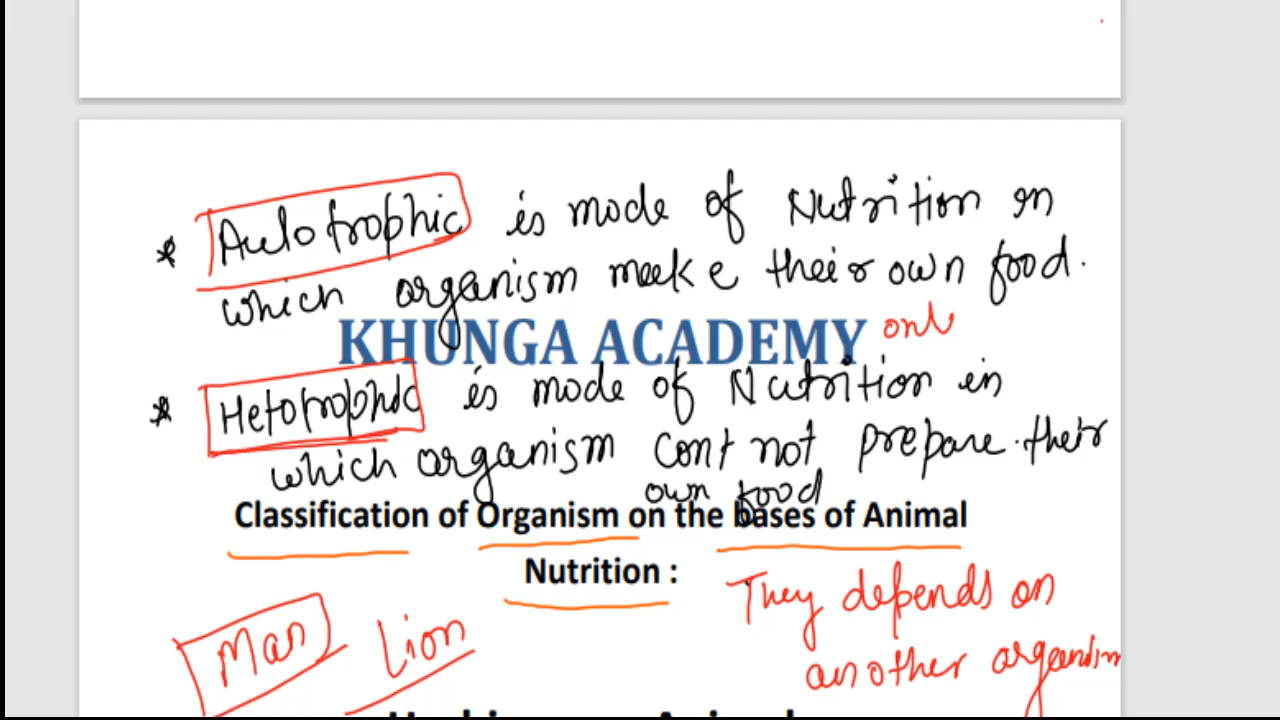 * Autotrophic is mode of Nutrition in
which organism make their own food.
KHUNGA ACADEMY only
* Hetotrophic is mode of Nutrition in
which organism cont not prepare their
own food
Classification of Organism on the bases of Animal
Nutrition :
They depends on
another organism
Man Lion